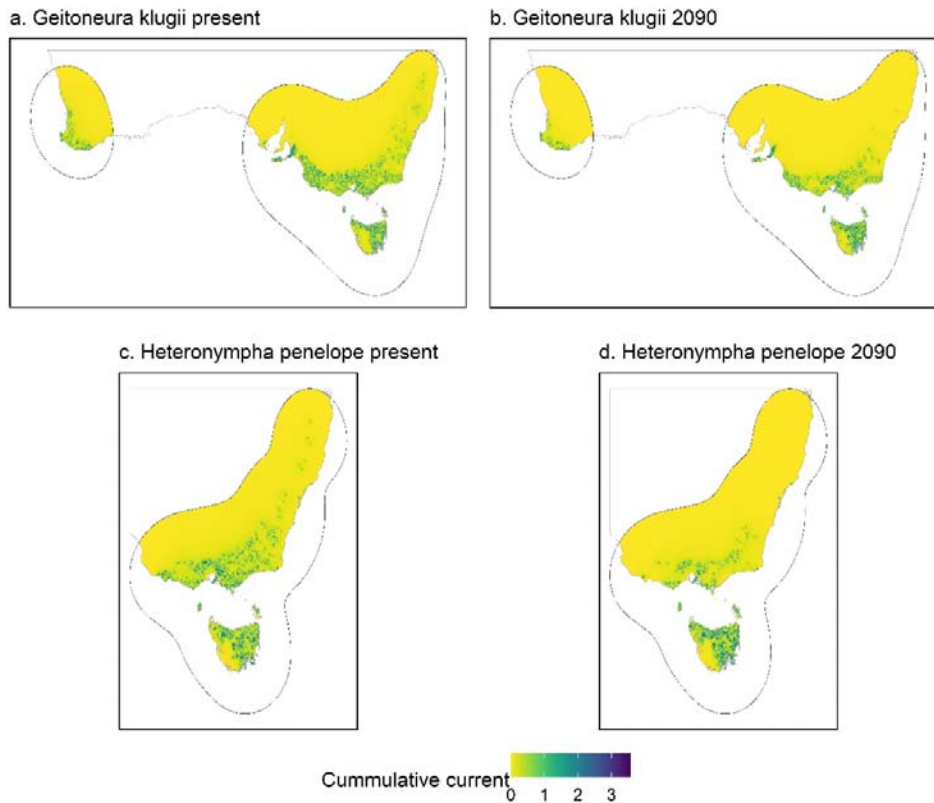 a. Geitoneura klugii present
b. Geitoneura klugii 2090
c. Heteronympha penelope present
d. Heteronympha penelope 2090
Cummulative current
0 1 2 3